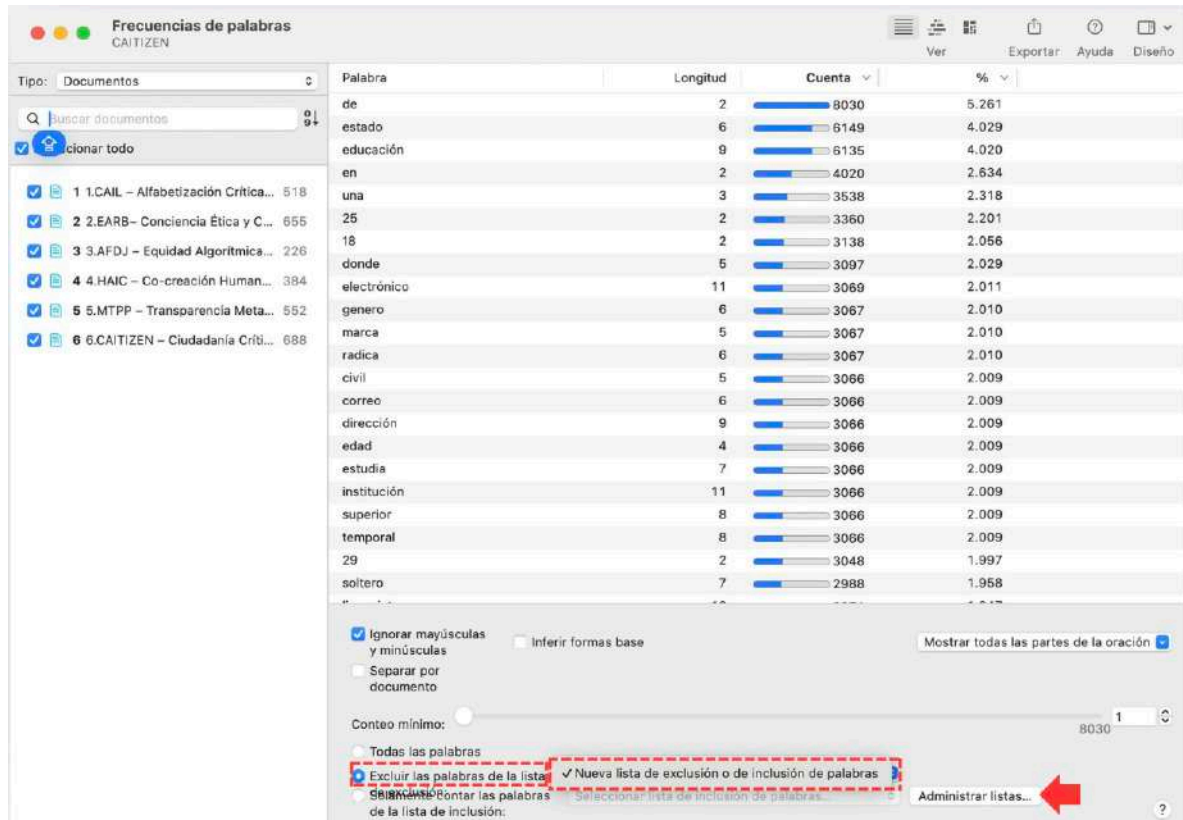 Frecuencias de palabras
CAITIZEN
Ver
Exportar
Ayuda
Diseño
Tipo: Documentos
Buscar documentos
cionar todo
1 1.CAIL – Alfabetización Crítica... 518
2 2.EARB– Conciencia Ética y C... 655
3 3.AFDJ – Equidad Algorítmica... 226
4 4.HAIC – Co-creación Human... 384
5 5.MTPP – Transparencia Meta... 552
6 6.CAITIZEN – Ciudadanía Críti... 688
Palabra Longitud Cuenta %
de 2 8030 5.261
estado 6 6149 4.029
educación 9 6135 4.020
en 2 4020 2.634
una 3 3538 2.318
25 2 3360 2.201
18 2 3138 2.056
donde 5 3097 2.029
electrónico 11 3069 2.011
genero 6 3067 2.010
marca 5 3067 2.010
radica 6 3067 2.010
civil 5 3066 2.009
correo 6 3066 2.009
dirección 9 3066 2.009
edad 4 3066 2.009
estudia 7 3066 2.009
institución 11 3066 2.009
superior 8 3066 2.009
temporal 8 3066 2.009
29 2 3048 1.997
soltero 7 2988 1.958
Ignorar mayúsculas
y minúsculas
Inferir formas base
Mostrar todas las partes de la oración
Separar por
documento
Conteo mínimo:
8030
1
Todas las palabras
Excluir las palabras de la lista
de exclusión:
✓ Nueva lista de exclusión o de inclusión de palabras
Solamente contar las palabras
de la lista de inclusión:
Seleccionar lista de inclusión de palabras...
Administrar listas...
?